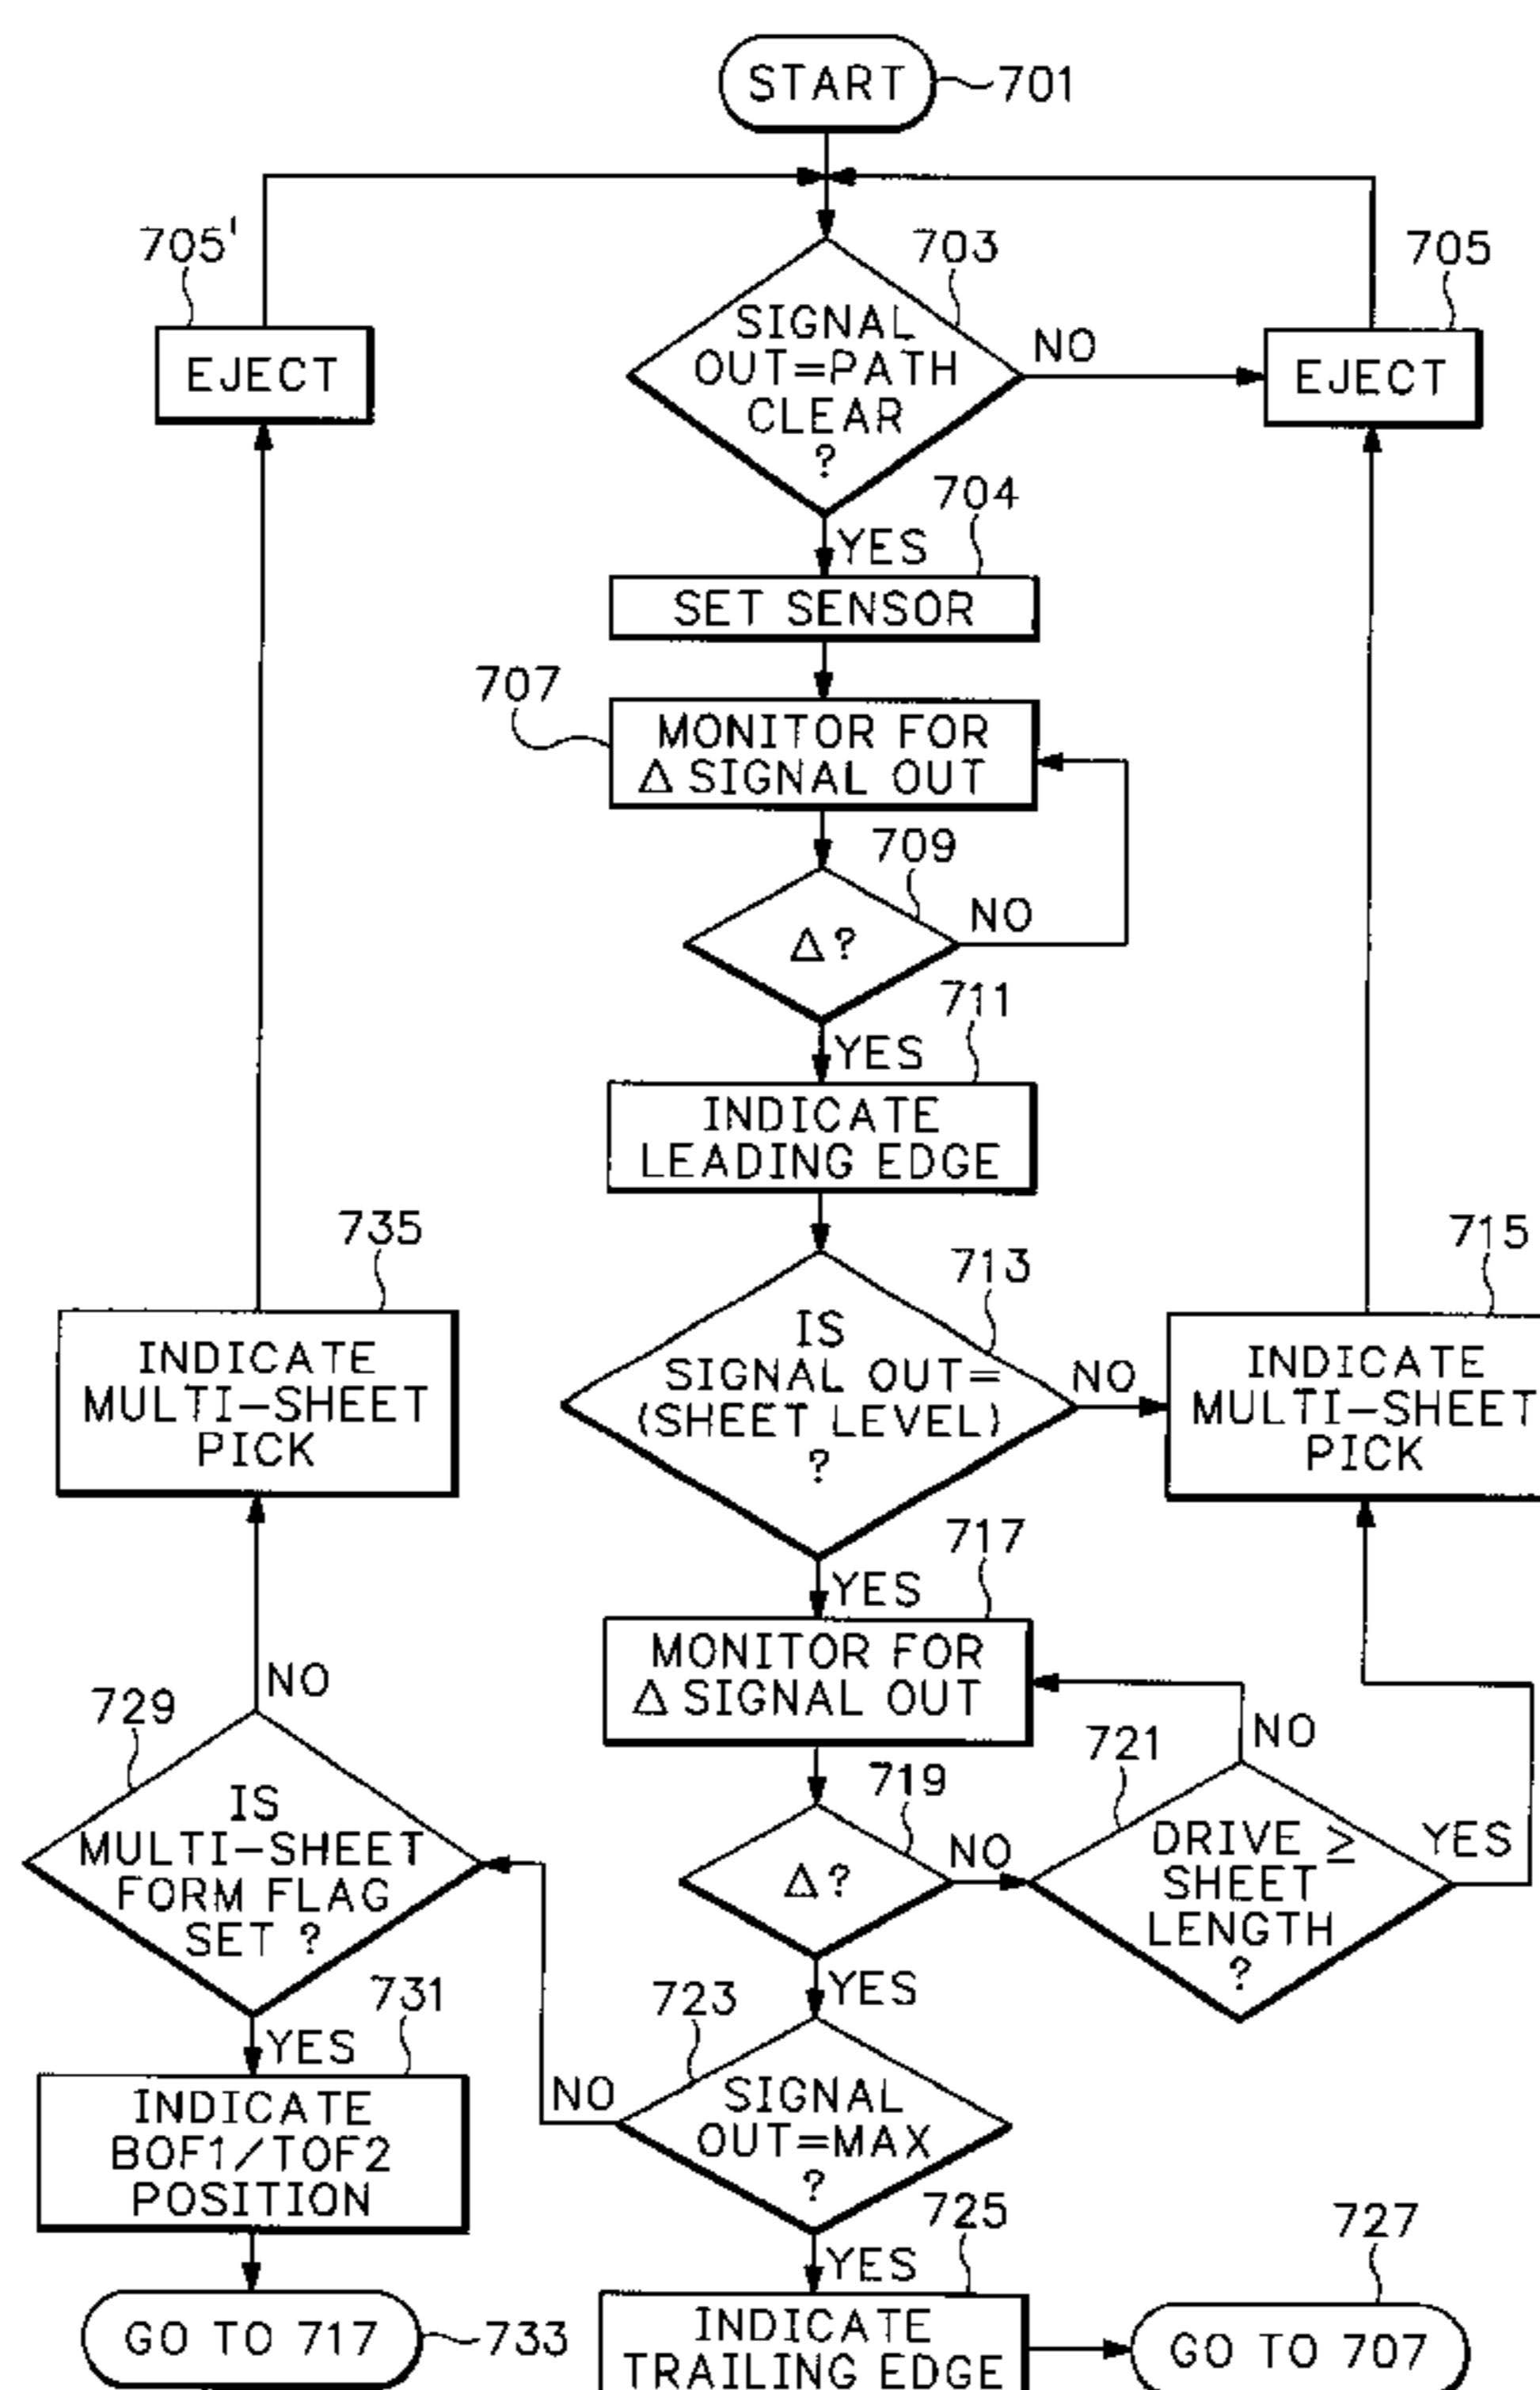 START
701
705'
703
705
EJECT
SIGNAL
OUT=PATH
CLEAR
?
NO
EJECT
704
YES
SET SENSOR
707
MONITOR FOR
Δ SIGNAL OUT
709
Δ?
NO
711
YES
INDICATE
LEADING EDGE
735
713
715
INDICATE
MULTI-SHEET
PICK
IS
SIGNAL OUT=
(SHEET LEVEL)
?
NO
INDICATE
MULTI-SHEET
PICK
717
YES
MONITOR FOR
Δ SIGNAL OUT
NO
729
IS
MULTI-SHEET
FORM FLAG
SET ?
719
Δ?
NO
721
NO
DRIVE ≥
SHEET
LENGTH
?
YES
731
YES
723
YES
INDICATE
BOF1/TOF2
POSITION
NO
SIGNAL
OUT=MAX
?
725
727
YES
GO TO 717
733
INDICATE
TRAILING EDGE
GO TO 707